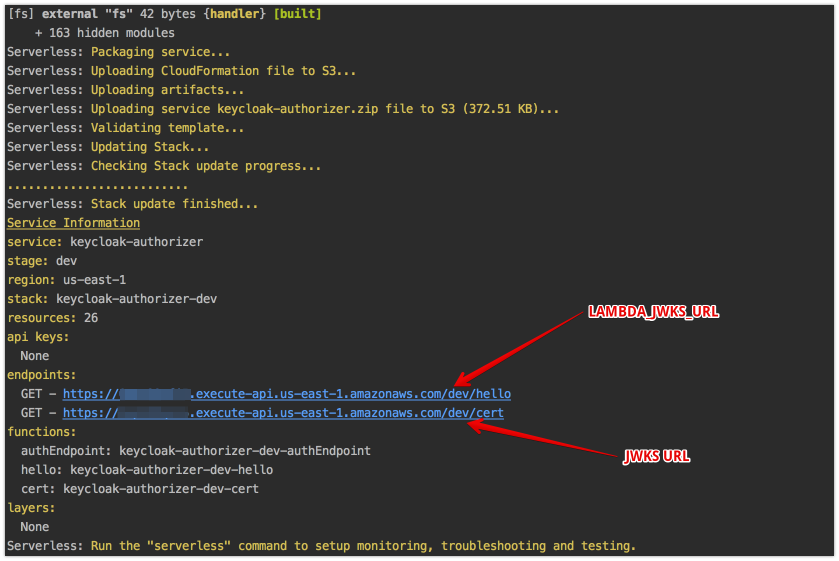 [fs] external "fs" 42 bytes {handler} [built]
+ 163 hidden modules
Serverless: Packaging service...
Serverless: Uploading CloudFormation file to S3...
Serverless: Uploading artifacts...
Serverless: Uploading service keycloak-authorizer.zip file to S3 (372.51 KB)...
Serverless: Validating template...
Serverless: Updating Stack...
Serverless: Checking Stack update progress...
..........................
Serverless: Stack update finished...
Service Information
service: keycloak-authorizer
stage: dev
region: us-east-1
stack: keycloak-authorizer-dev
resources: 26
LAMBDA_JWKS_URL
api keys:
None
endpoints:
GET - https:// .execute-api.us-east-1.amazonaws.com/dev/hello
GET - https:// .execute-api.us-east-1.amazonaws.com/dev/cert
functions:
authEndpoint: keycloak-authorizer-dev-authEndpoint
JWKS URL
hello: keycloak-authorizer-dev-hello
cert: keycloak-authorizer-dev-cert
layers:
None
Serverless: Run the "serverless" command to setup monitoring, troubleshooting and testing.